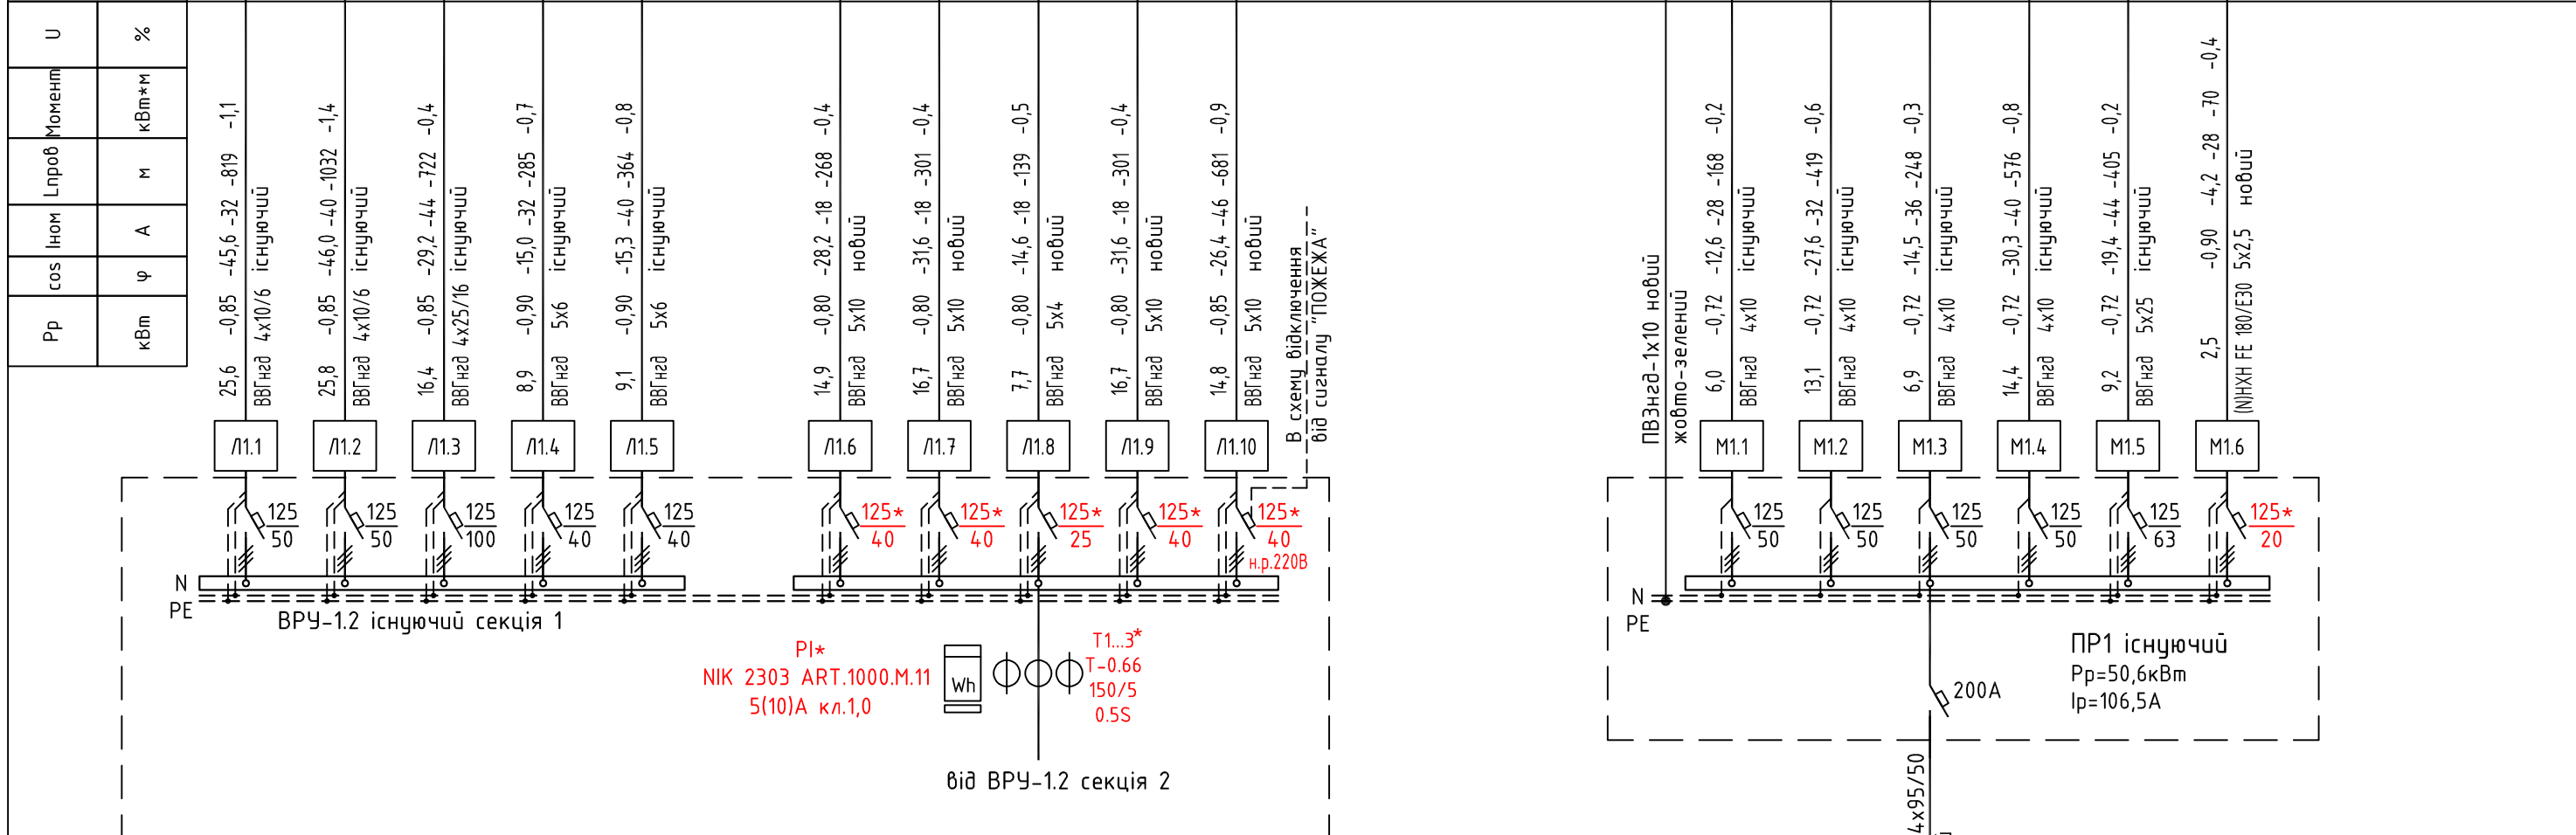 U %
Момент кВт*м
Lпров м
Iном А
cos φ
Рр кВт
25,6 -0,85 -45,6 -32 -819 -1,1
ВВГнгд 4х10/6 існуючий
25,8 -0,85 -46,0 -40 -1032 -1,4
ВВГнгд 4х10/6 існуючий
16,4 -0,85 -29,2 -44 -722 -0,4
ВВГнгд 4х25/16 існуючий
8,9 -0,90 -15,0 -32 -285 -0,7
ВВГнгд 5х6 існуючий
9,1 -0,90 -15,3 -40 -364 -0,8
ВВГнгд 5х6 існуючий
14,9 -0,80 -28,2 -18 -268 -0,4
ВВГнгд 5х10 новий
16,7 -0,80 -31,6 -18 -301 -0,4
ВВГнгд 5х10 новий
7,7 -0,80 -14,6 -18 -139 -0,5
ВВГнгд 5х4 новий
16,7 -0,80 -31,6 -18 -301 -0,4
ВВГнгд 5х10 новий
14,8 -0,85 -26,4 -46 -681 -0,9
ВВГнгд 5х10 новий
В схему відключення
від сигналу "ПОЖЕЖА"
ПВ3нгд-1х10 новий
жовто-зелений
6,0 -0,72 -12,6 -28 -168 -0,2
ВВГнгд 4х10 існуючий
13,1 -0,72 -27,6 -32 -419 -0,6
ВВГнгд 4х10 існуючий
6,9 -0,72 -14,5 -36 -248 -0,3
ВВГнгд 4х10 існуючий
14,4 -0,72 -30,3 -40 -576 -0,8
ВВГнгд 4х10 існуючий
9,2 -0,72 -19,4 -44 -405 -0,2
ВВГнгд 5х25 існуючий
2,5 -0,90 -4,2 -28 -70 -0,4
(N)HXH FE 180/E30 5х2,5 новий
Л1.1 Л1.2 Л1.3 Л1.4 Л1.5 Л1.6 Л1.7 Л1.8 Л1.9 Л1.10 М1.1 М1.2 М1.3 М1.4 М1.5 М1.6
125 125 125 125 125 125* 125* 125* 125* 125* 125 125 125 125 125 125*
50 50 100 40 40 40 40 25 40 40 50 50 50 50 63 20
н.р.220В
N
PE
ВРУ-1.2 існуючий секція 1
N
PE
PI*
NIK 2303 ART.1000.M.11
5(10)А кл.1,0
Wh
Т1...3*
Т-0.66
150/5
0.5S
від ВРУ-1.2 секція 2
200А
ПР1 існуючий
Рр=50,6кВт
Ір=106,5А
4х95/50